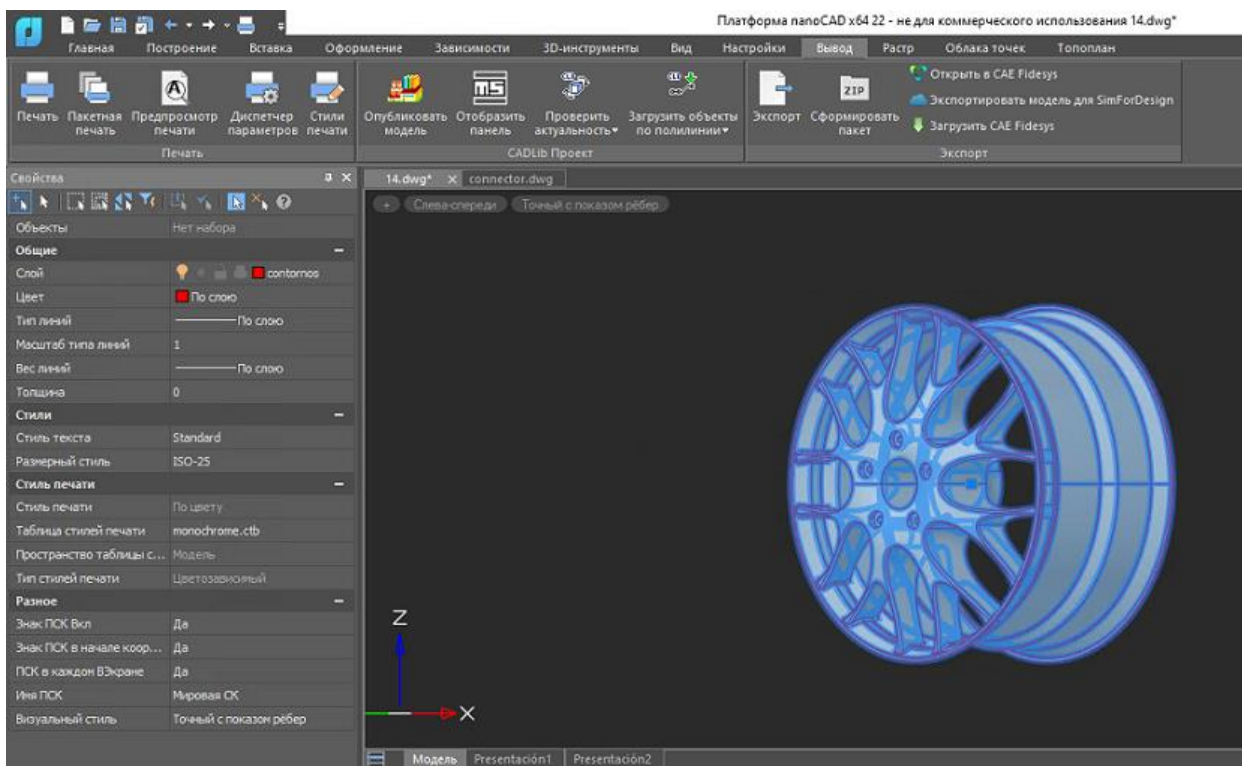 Платформа nanoCAD x64 22 - не для коммерческого использования 14.dwg*
Главная Построение Вставка Оформление Зависимости 3D-инструменты Вид Настройки Вывод Растр Облака точек Топоплан
Печать
Пакетная печать
Предпросмотр печати
Диспетчер параметров
Стили печати
Печать
Опубликовать модель
Отобразить панель
Проверить актуальность
Загрузить объекты по полилинии
CADLib Проект
Экспорт
ZIP
Сформировать пакет
Открыть в CAE Fidesys
Экспортировать модель для SimForDesign
Загрузить CAE Fidesys
Экспорт
Свойства
14.dwg* connector.dwg
+ Слева-спереди Точный с показом рёбер
Объекты Нет набора
Общие
Слой contornos
Цвет По слою
Тип линий По слою
Масштаб типа линий 1
Вес линий По слою
Толщина 0
Стили
Стиль текста Standard
Размерный стиль ISO-25
Стиль печати
Стиль печати По цвету
Таблица стилей печати monochrome.ctb
Пространство таблицы с... Модель
Тип стилей печати Цветозависимый
Разное
Знак ПСК Вкл Да
Знак ПСК в начале коор... Да
ПСК в каждом ВЭкране Да
Имя ПСК Мировая СК
Визуальный стиль Точный с показом рёбер
Z
X
Модель Presentación1 Presentación2